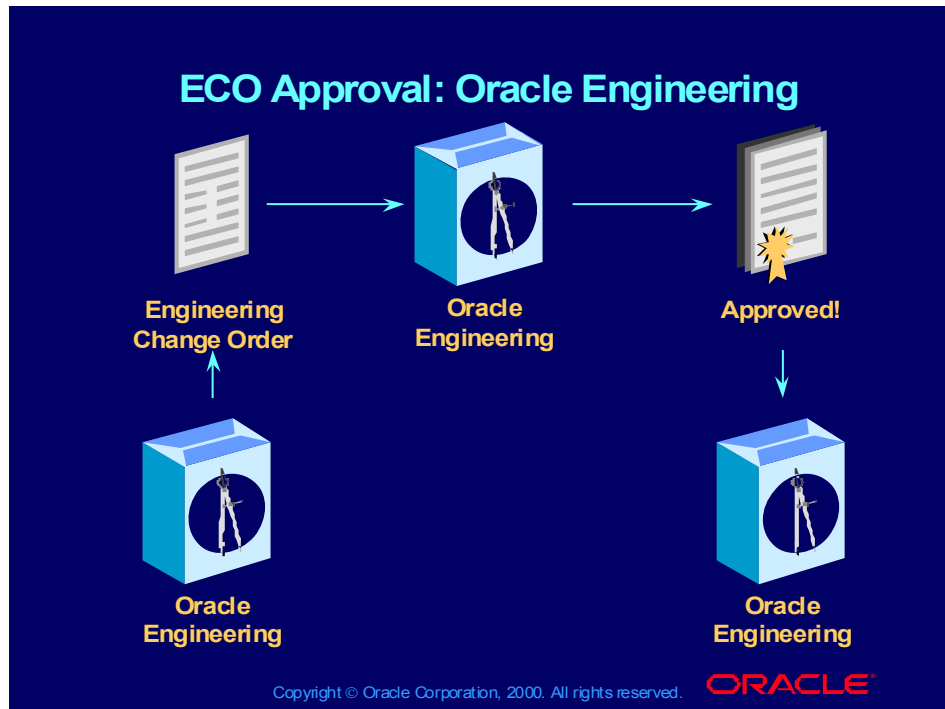 ECO Approval: Oracle Engineering
Engineering
Change Order
Oracle
Engineering
Approved!
Oracle
Engineering
Oracle
Engineering
Copyright © Oracle Corporation, 2000. All rights reserved.
ORACLE®